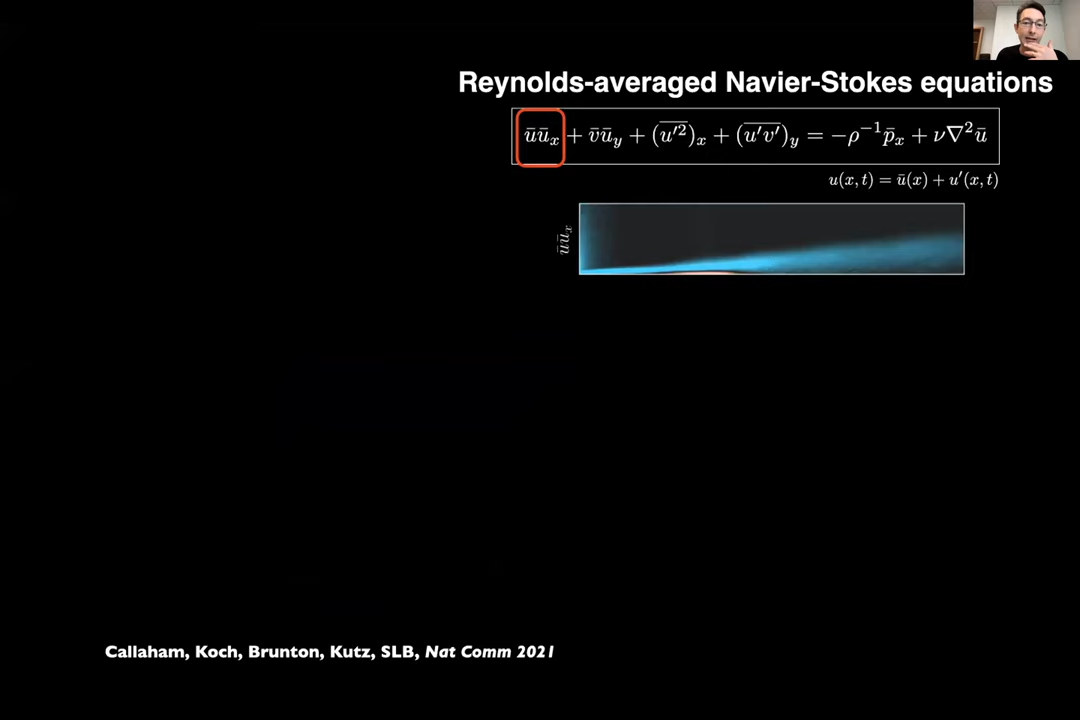 Reynolds-averaged Navier-Stokes equations
ūū_x + v̄ū_y + (\overline{u'^2})_x + (\overline{u'v'})_y = −ρ^{−1}p̄_x + ν∇²ū
u(x,t) = ū(x) + u'(x,t)
ūū_x
Callaham, Koch, Brunton, Kutz, SLB, Nat Comm 2021